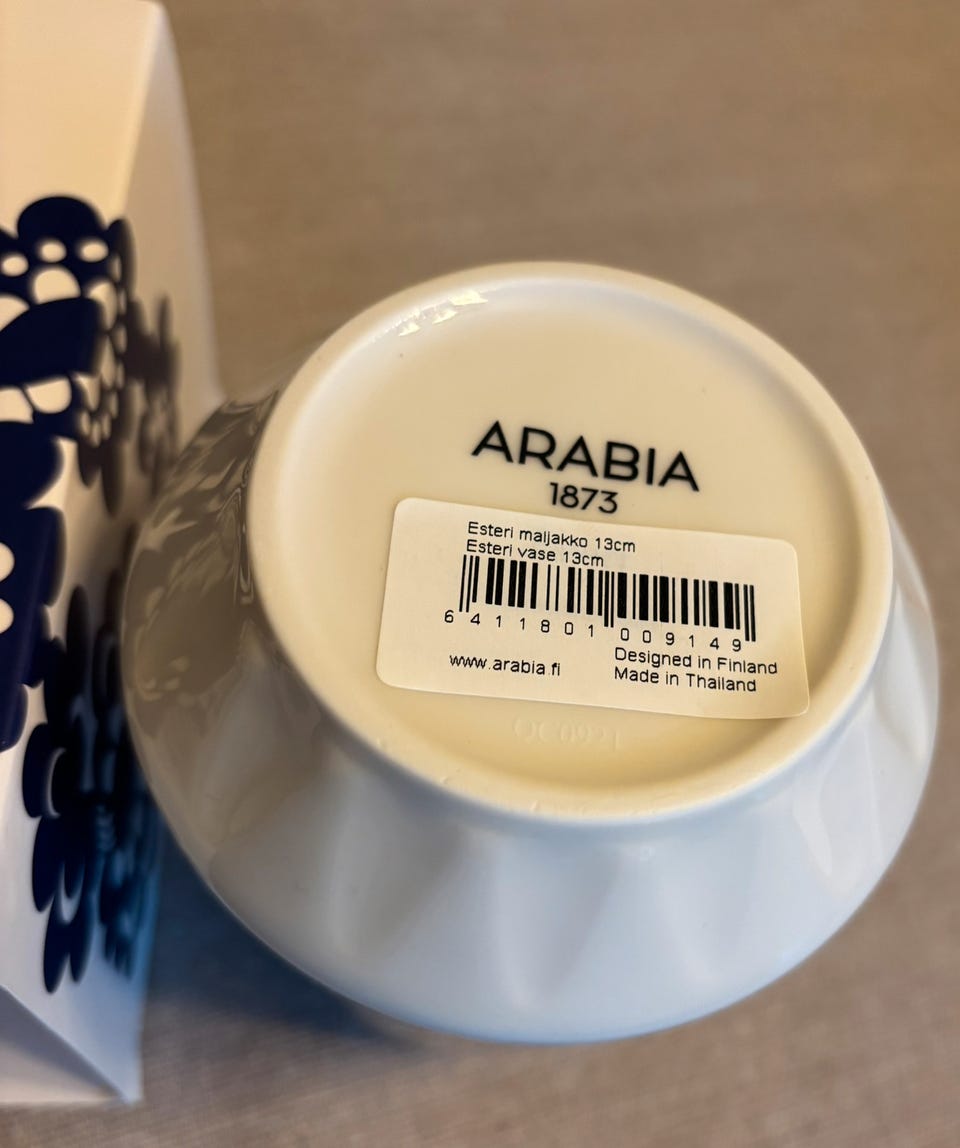 ARABIA
1873
Esteri maljakko 13cm
Esteri vase 13cm
6 411801 009149
www.arabia.fi
Designed in Finland
Made in Thailand